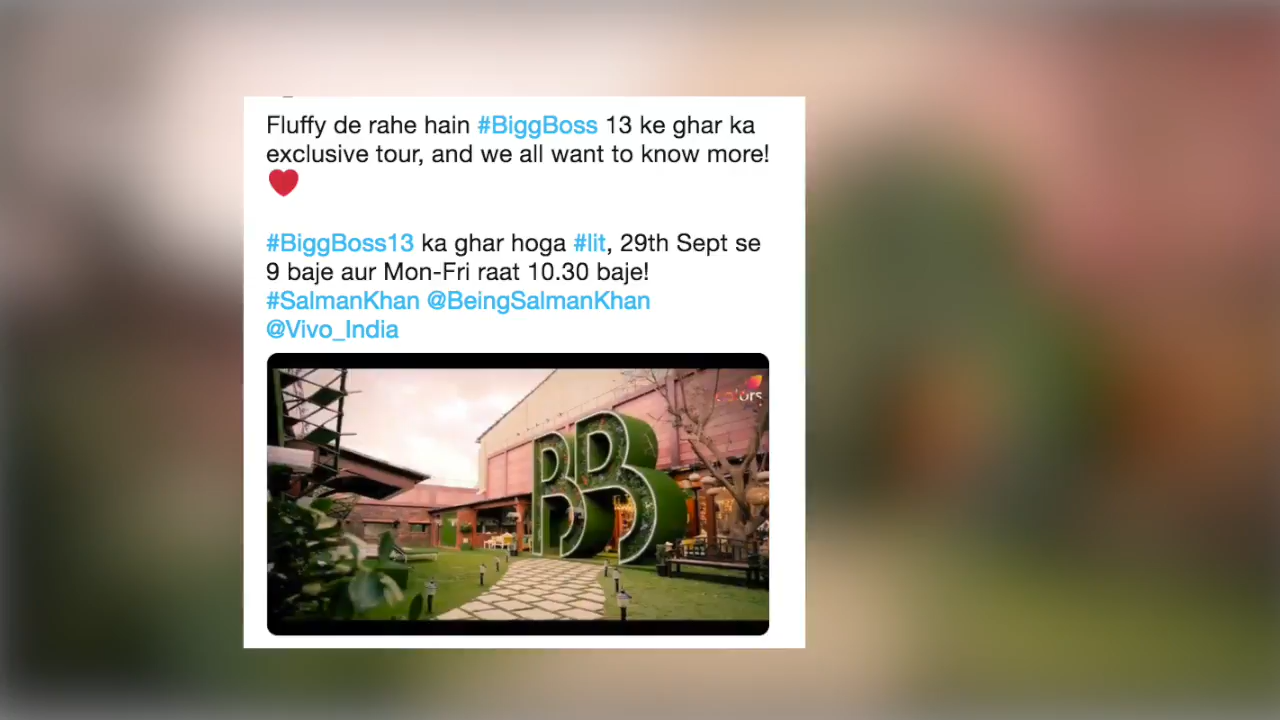 Fluffy de rahe hain #BiggBoss 13 ke ghar ka
exclusive tour, and we all want to know more!
❤️
#BiggBoss13 ka ghar hoga #lit, 29th Sept se
9 baje aur Mon-Fri raat 10.30 baje!
#SalmanKhan @BeingSalmanKhan
@Vivo_India
colors
BB